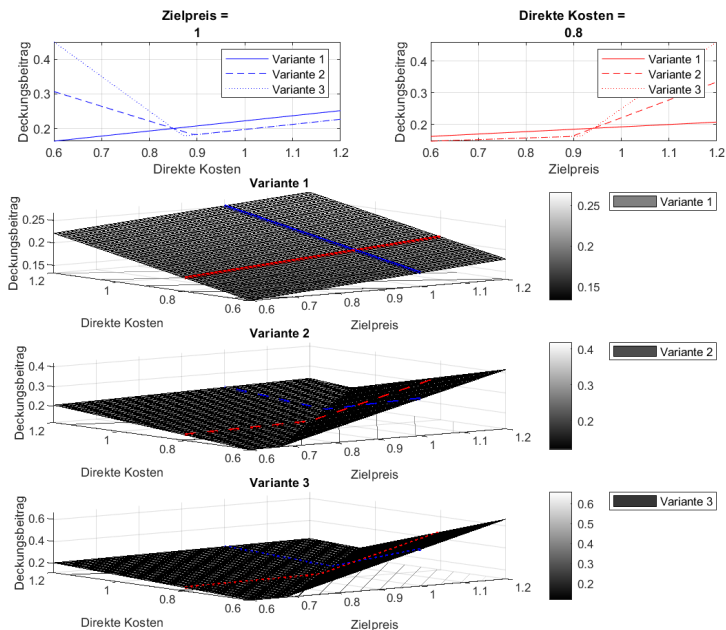 Zielpreis =
1
Deckungsbeitrag
0.4
0.2
Variante 1
Variante 2
Variante 3
0.6 0.7 0.8 0.9 1 1.1 1.2
Direkte Kosten
Direkte Kosten =
0.8
Deckungsbeitrag
0.4
0.2
Variante 1
Variante 2
Variante 3
0.6 0.7 0.8 0.9 1 1.1 1.2
Zielpreis
Variante 1
Deckungsbeitrag
0.25
0.2
0.15
1.2
1
0.8
0.6
Direkte Kosten
0.6
0.7
0.8
0.9
1
1.1
1.2
Zielpreis
0.25
0.2
0.15
Variante 1
Variante 2
Deckungsbeitrag
0.4
0.3
0.2
1.2
1
0.8
0.6
Direkte Kosten
0.6
0.7
0.8
0.9
1
1.1
1.2
Zielpreis
0.4
0.3
0.2
Variante 2
Variante 3
Deckungsbeitrag
0.6
0.4
0.2
1.2
1
0.8
0.6
Direkte Kosten
0.6
0.7
0.8
0.9
1
1.1
1.2
Zielpreis
0.6
0.5
0.4
0.3
0.2
Variante 3